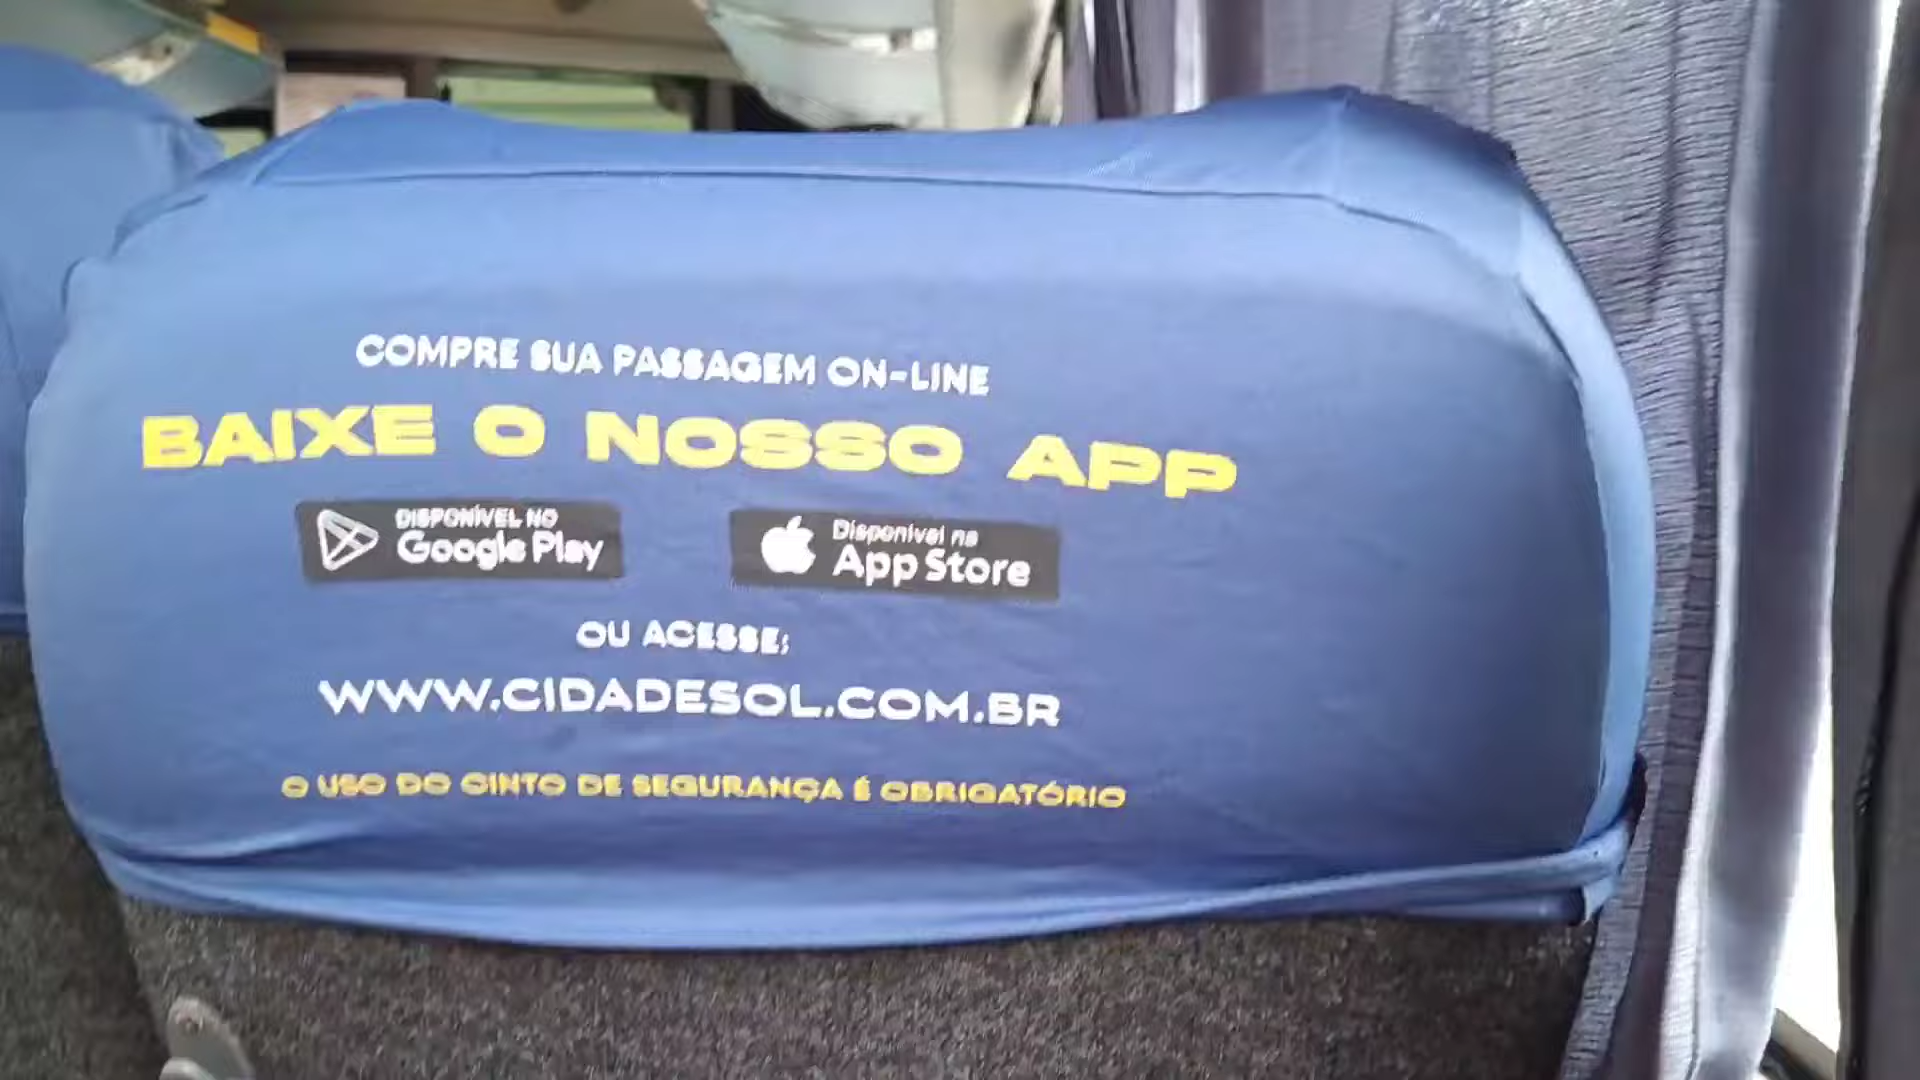 COMPRE SUA PASSAGEM ON-LINE
BAIXE O NOSSO APP
DISPONÍVEL NO
Google Play
Disponível na
App Store
OU ACESSE:
WWW.CIDADESOL.COM.BR
O USO DO CINTO DE SEGURANÇA É OBRIGATÓRIO